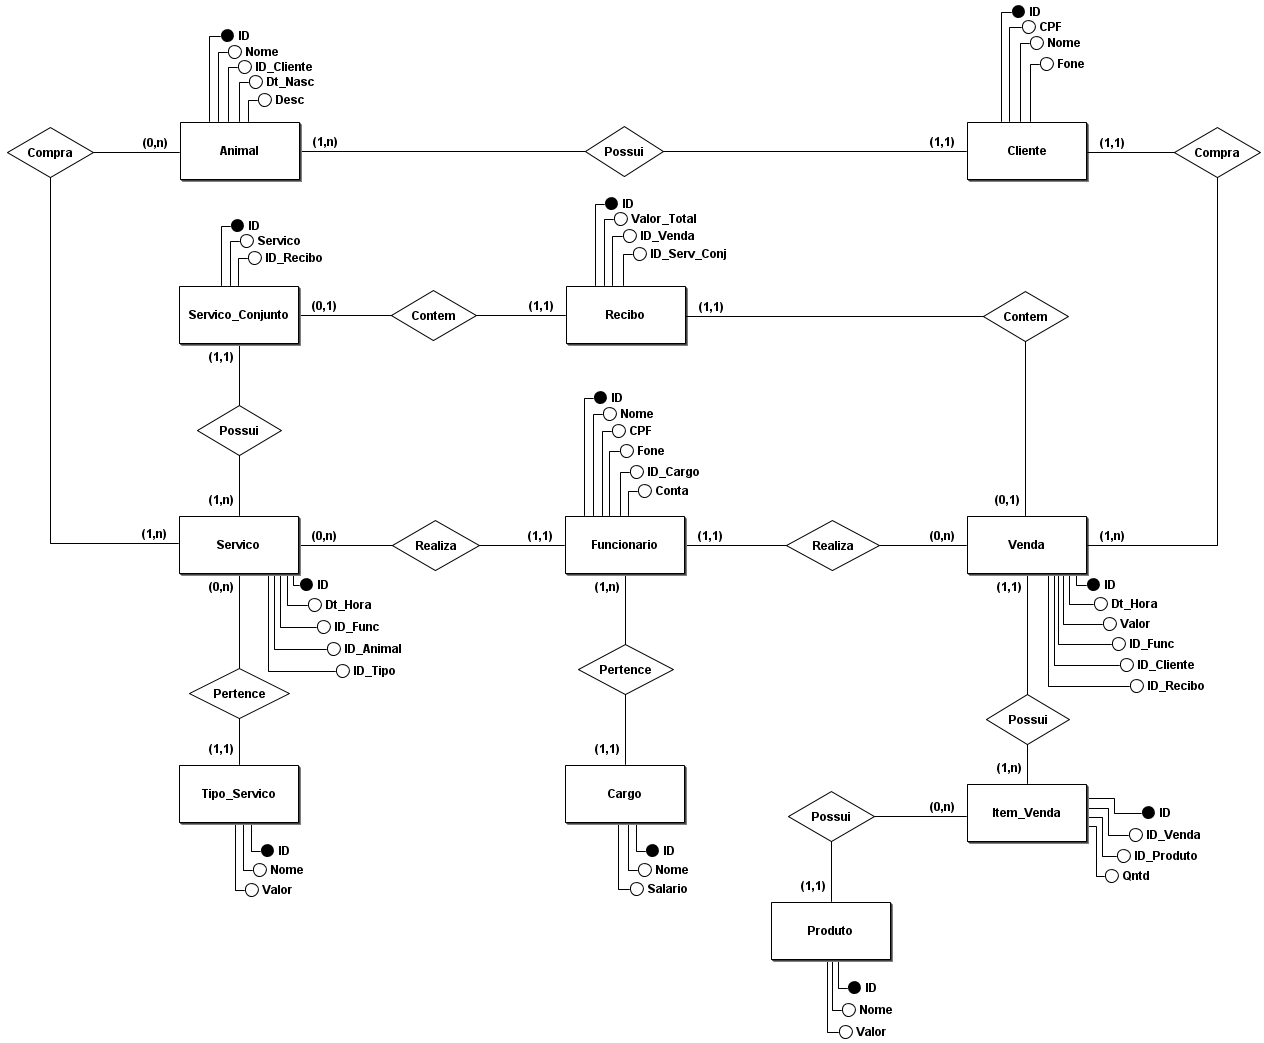 ID
Nome
ID_Cliente
Dt_Nasc
Desc
ID
CPF
Nome
Fone
Compra
(0,n)
Animal
(1,n)
Possui
(1,1)
Cliente
(1,1)
Compra
ID
Servico
ID_Recibo
ID
Valor_Total
ID_Venda
ID_Serv_Conj
Servico_Conjunto
(0,1)
Contem
(1,1)
Recibo
(1,1)
Contem
(1,1)
Possui
(1,n)
ID
Nome
CPF
Fone
ID_Cargo
Conta
(0,1)
(1,n)
Servico
(0,n)
Realiza
(1,1)
Funcionario
(1,1)
Realiza
(0,n)
Venda
(1,n)
(0,n)
ID
Dt_Hora
ID_Func
ID_Animal
ID_Tipo
(1,n)
(1,1)
ID
Dt_Hora
Valor
ID_Func
ID_Cliente
ID_Recibo
Pertence
Pertence
Possui
(1,1)
(1,1)
(1,n)
Tipo_Servico
Cargo
Possui
(0,n)
Item_Venda
ID
ID_Venda
ID_Produto
Qntd
ID
Nome
Valor
ID
Nome
Salario
(1,1)
Produto
ID
Nome
Valor